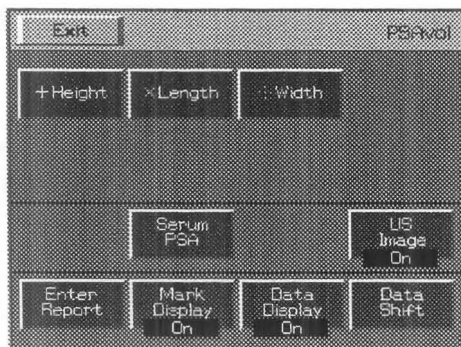 Exit
PSAvol
+Height
×Length
Width
Serum
PSA
US
Image
On
Enter
Report
Mark
Display
On
Data
Display
On
Data
Shift